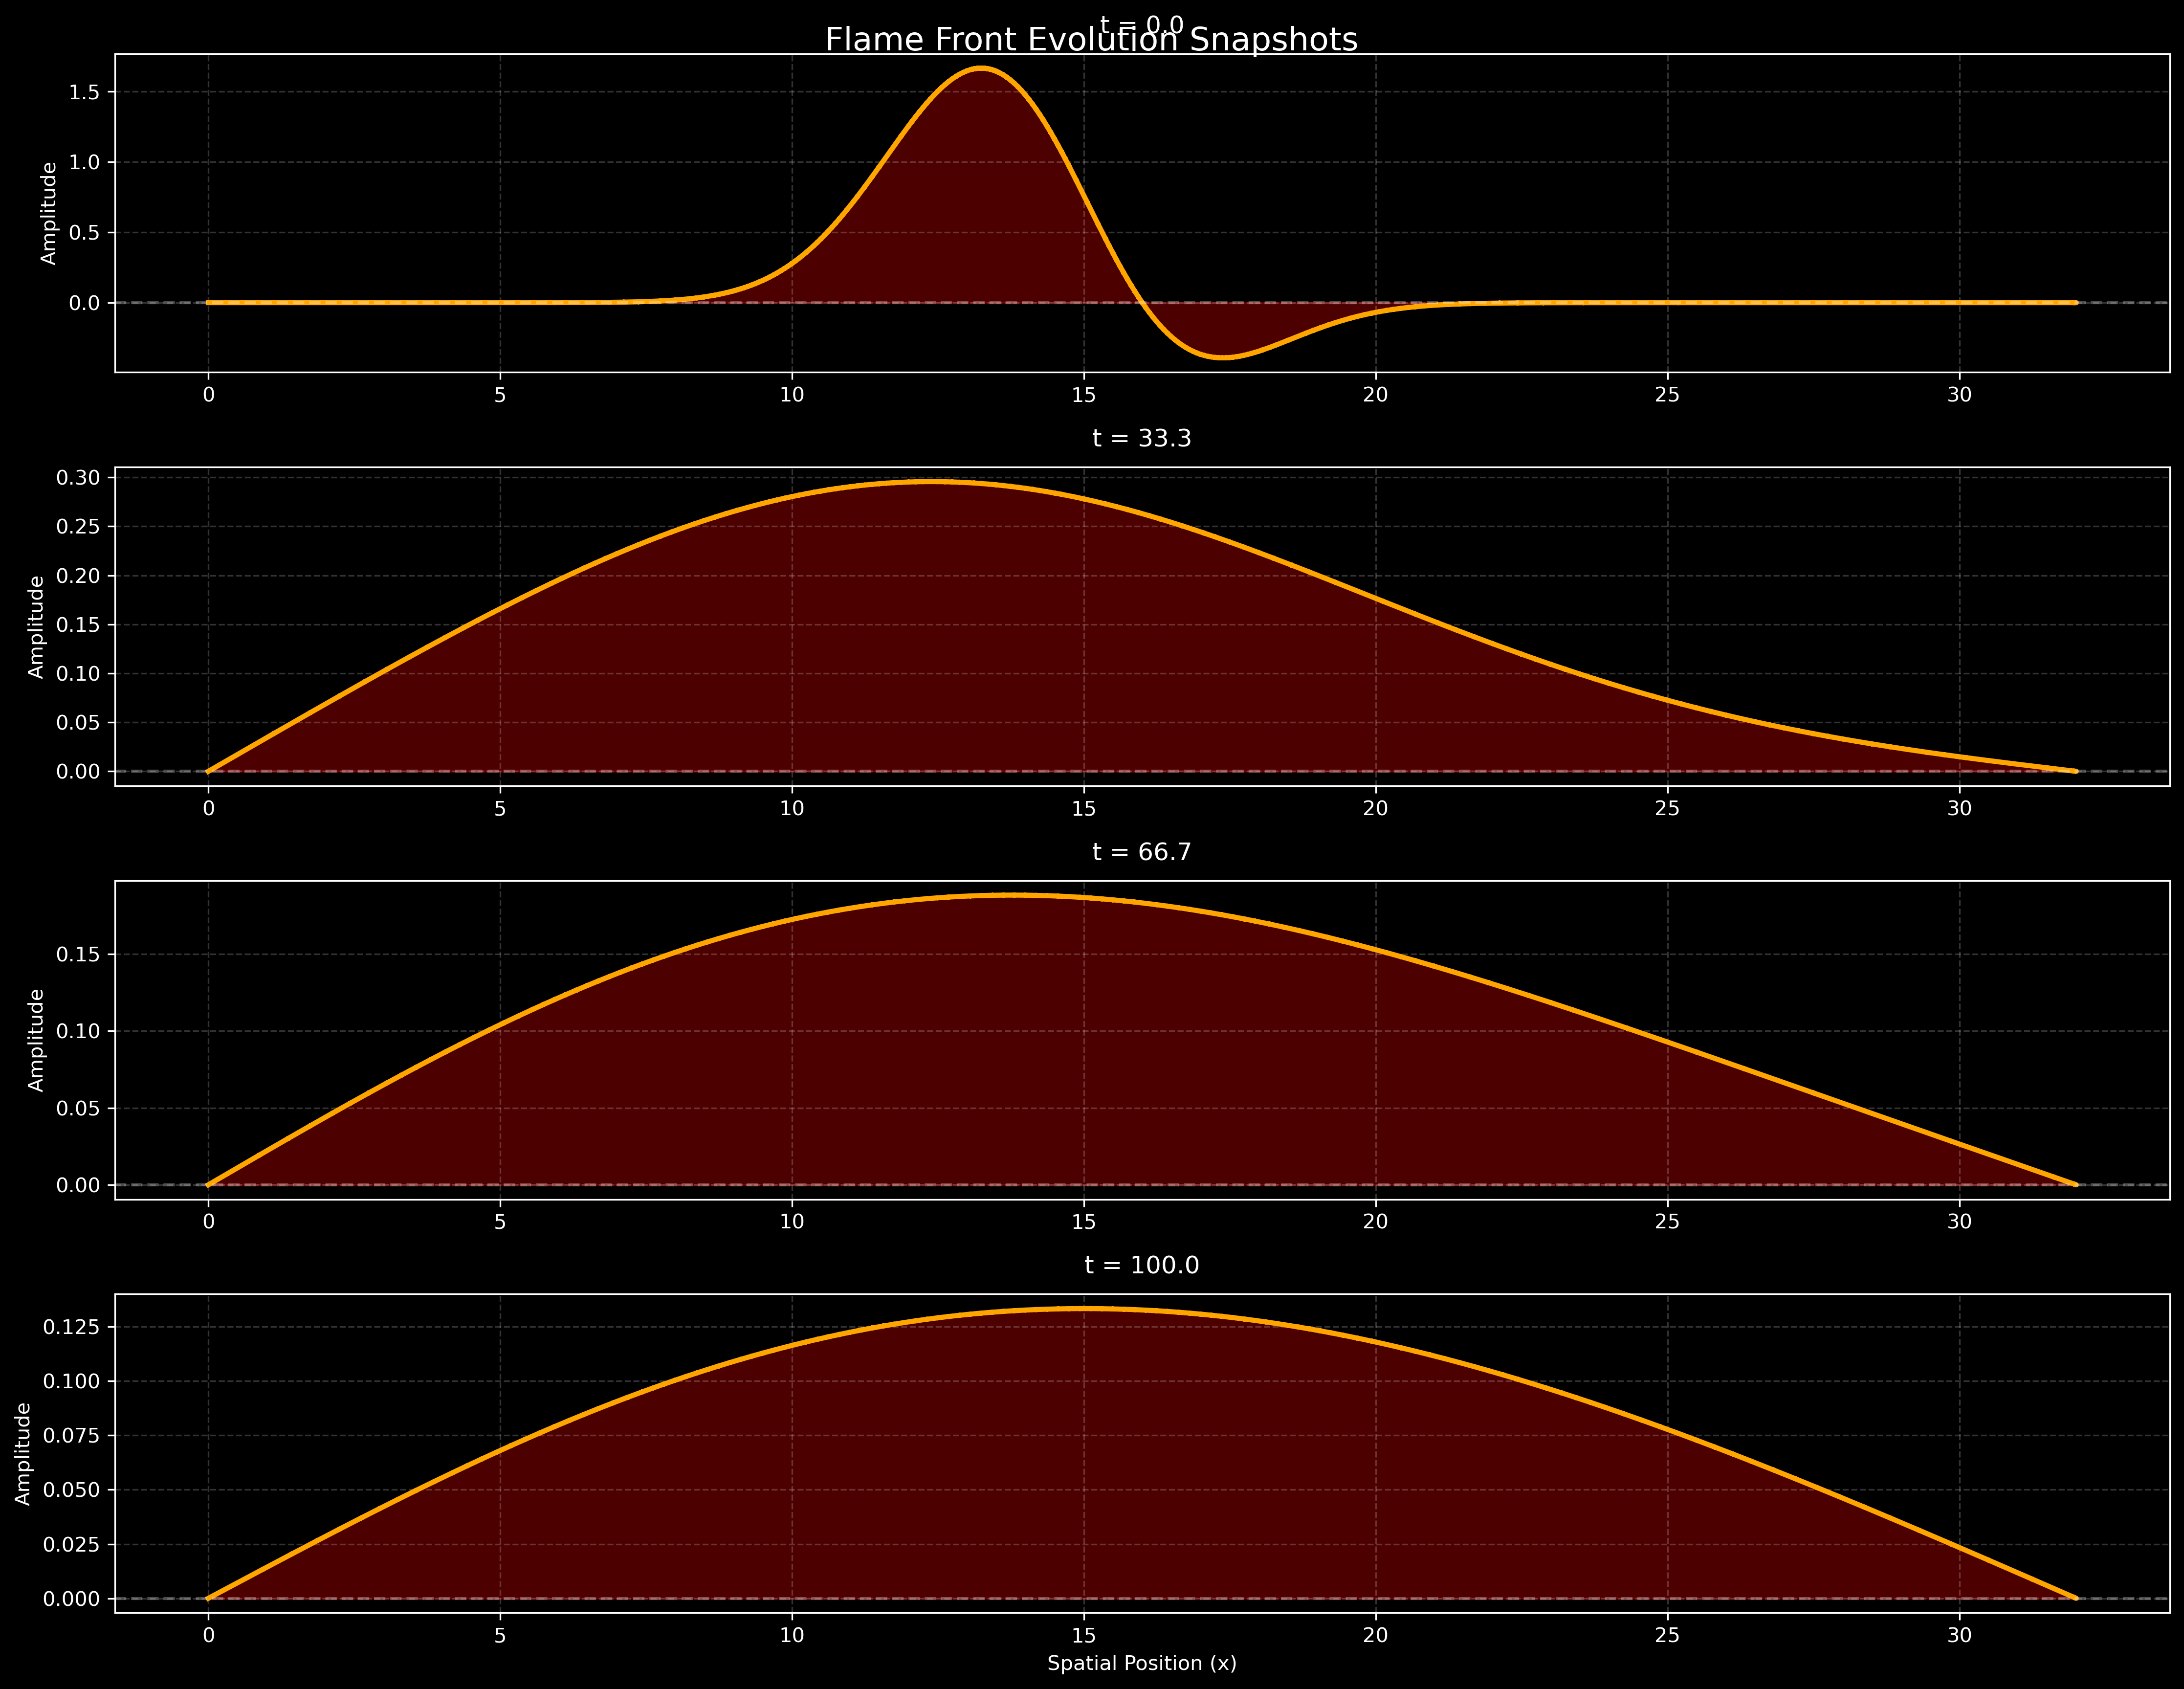 t = 0.0
Flame Front Evolution Snapshots
Amplitude
1.5
1.0
0.5
0.0
0 5 10 15 20 25 30
t = 33.3
Amplitude
0.30
0.25
0.20
0.15
0.10
0.05
0.00
0 5 10 15 20 25 30
t = 66.7
Amplitude
0.15
0.10
0.05
0.00
0 5 10 15 20 25 30
t = 100.0
Amplitude
0.125
0.100
0.075
0.050
0.025
0.000
0 5 10 15 20 25 30
Spatial Position (x)